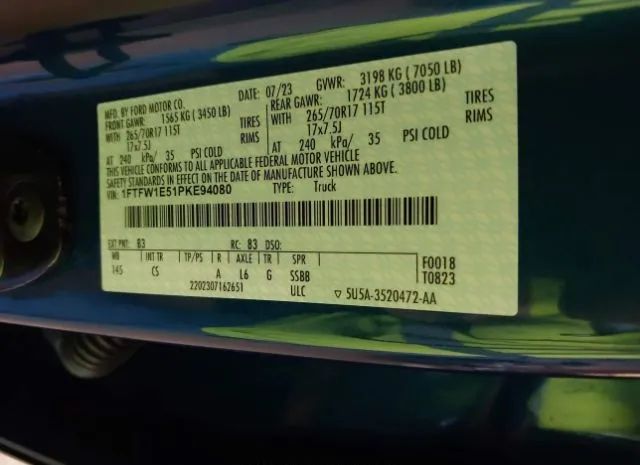 MFD. BY FORD MOTOR CO. DATE: 07/23 GVWR: 3198 KG ( 7050 LB)
FRONT GAWR: 1565 KG ( 3450 LB) REAR GAWR: 1724 KG ( 3800 LB)
WITH 265/70R17 115T TIRES WITH 265/70R17 115T TIRES
17x7.5J RIMS 17x7.5J RIMS
AT 240 kPa/ 35 PSI COLD AT 240 kPa/ 35 PSI COLD
THIS VEHICLE CONFORMS TO ALL APPLICABLE FEDERAL MOTOR VEHICLE
SAFETY STANDARDS IN EFFECT ON THE DATE OF MANUFACTURE SHOWN ABOVE.
VIN: 1FTFW1E51PKE94080 TYPE: Truck
EXT PNT: B3 RC: 83 DSO:
WB INT TR TP/PS R AXLE TR SPR
145 CS A L6 G SSBB
F0018
T0823
2202307162651 ULC ▽ 5U5A-3520472-AA